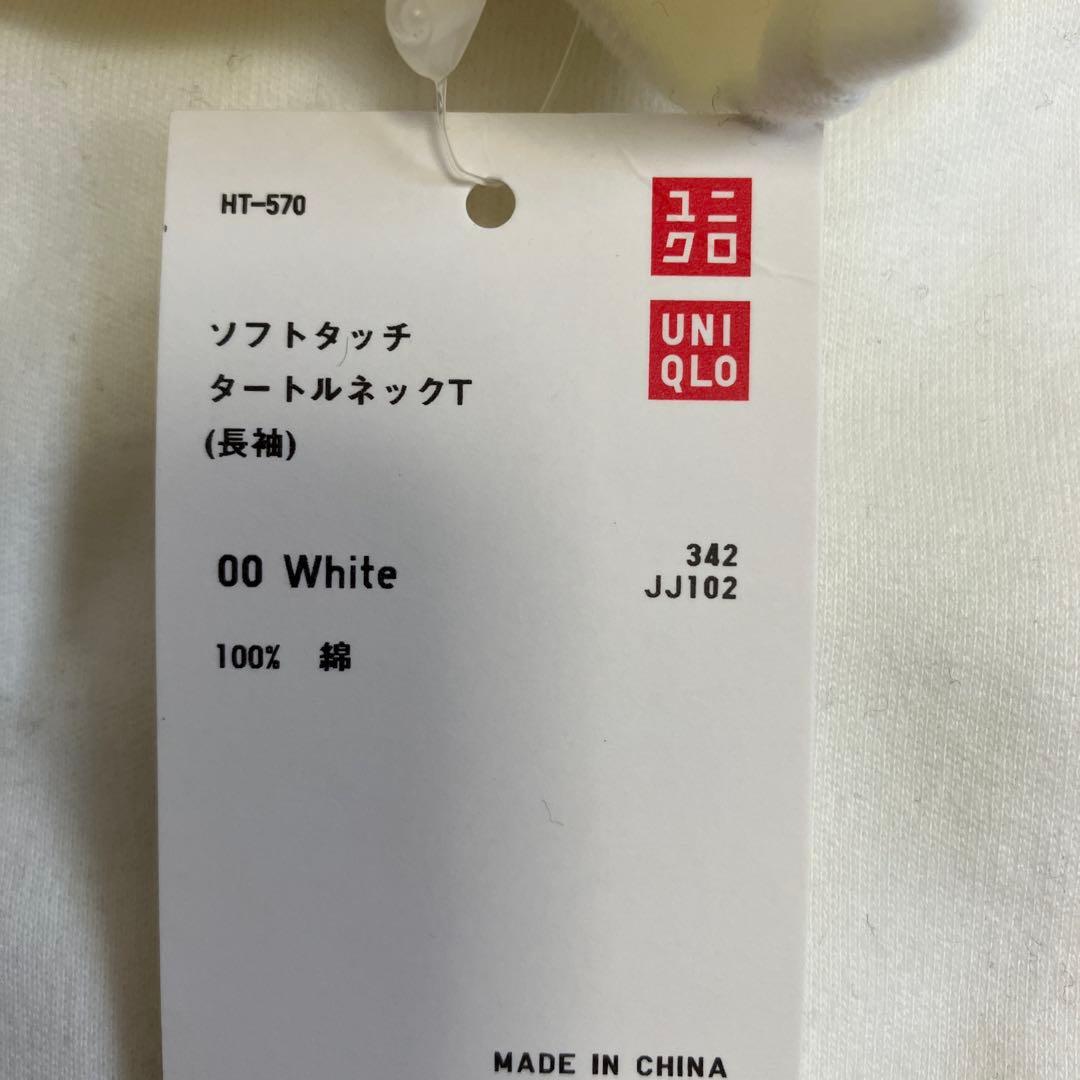 HT-570
ユニ
クロ
UNI
QLO
ソフトタッチ
タートルネックT
(長袖)
00 White
342
JJ102
100% 綿
MADE IN CHINA